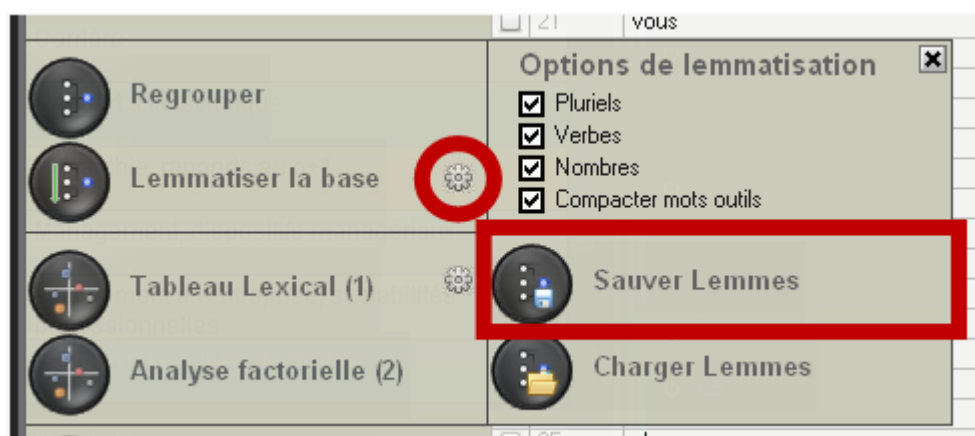 21 vous
Options de lemmatisation
Regrouper
Pluriels
Verbes
Lemmatiser la base
Nombres
Compacter mots outils
Tableau Lexical (1)
Sauver Lemmes
Analyse factorielle (2)
Charger Lemmes